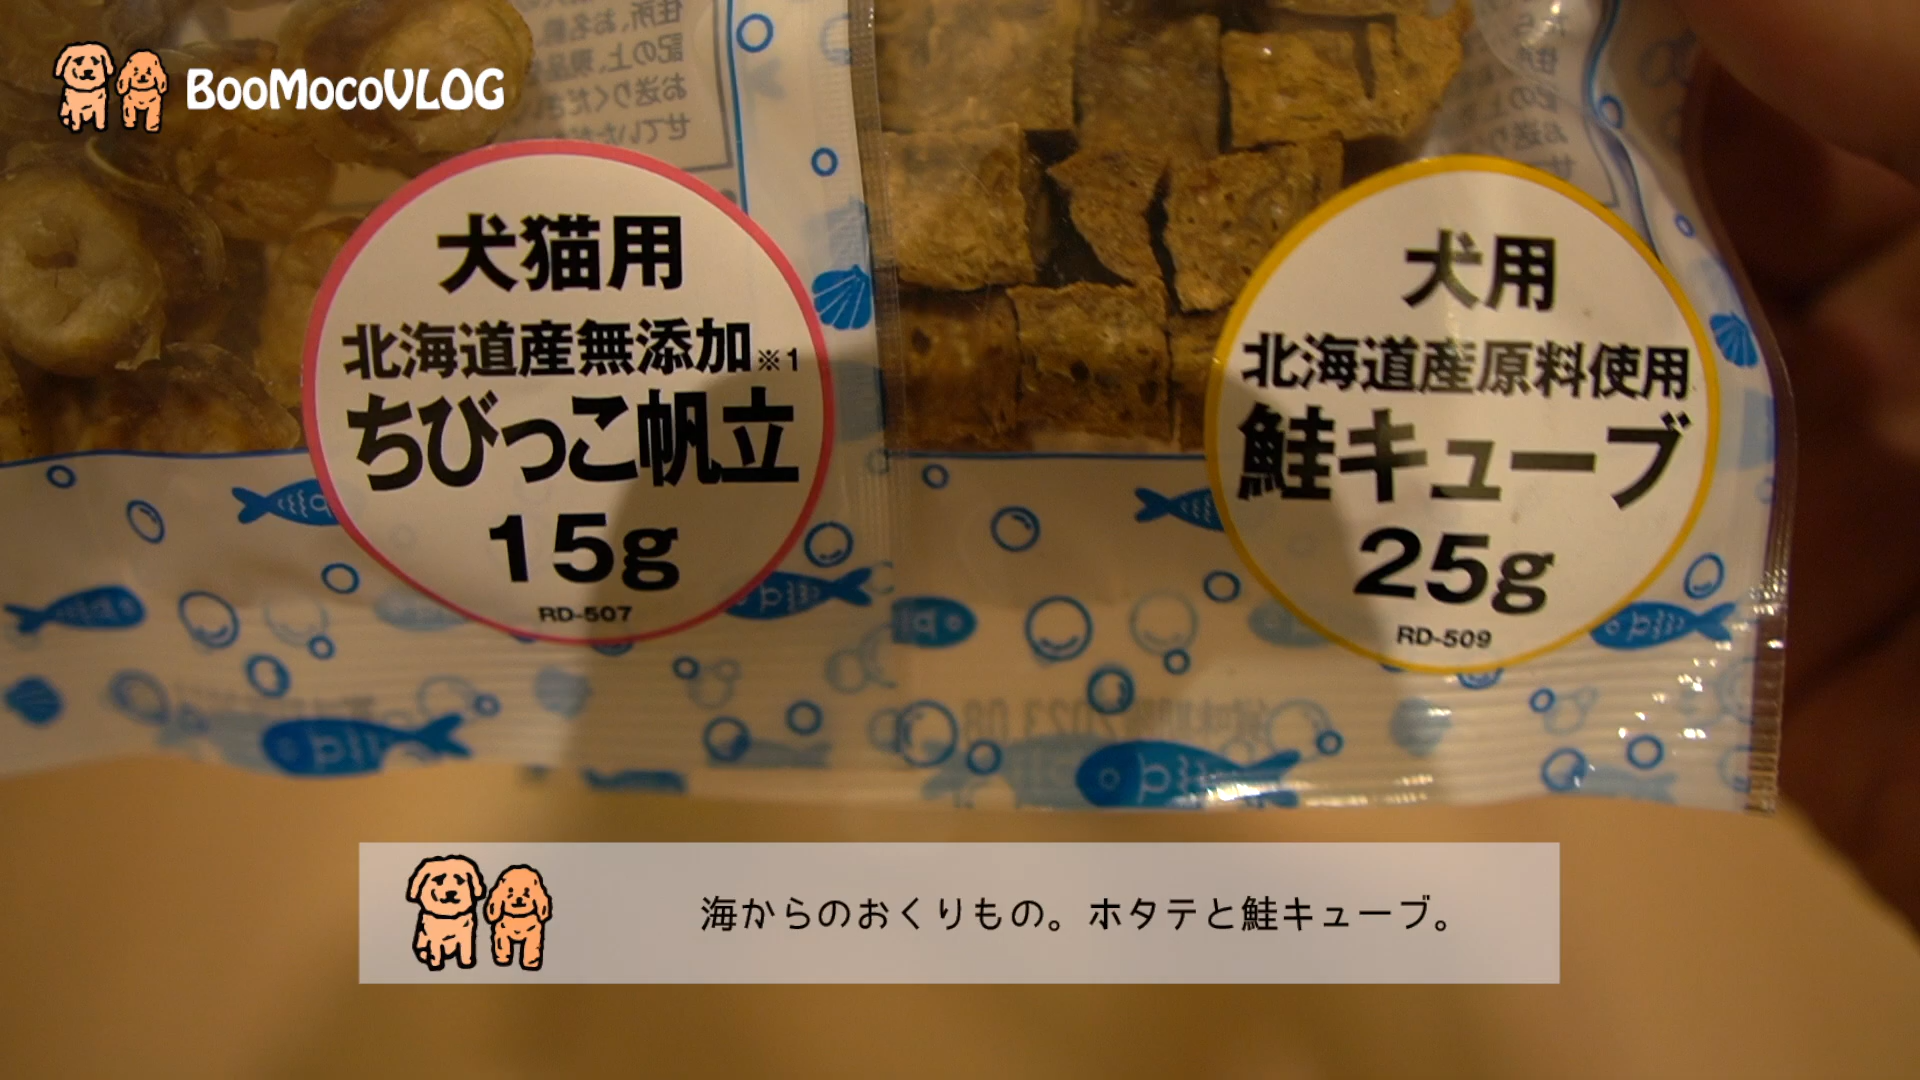 BooMocoVLOG
犬猫用
北海道産無添加※1
ちびっこ帆立
15g
RD-507
犬用
北海道産原料使用
鮭キューブ
25g
RD-509
海からのおくりもの。ホタテと鮭キューブ。